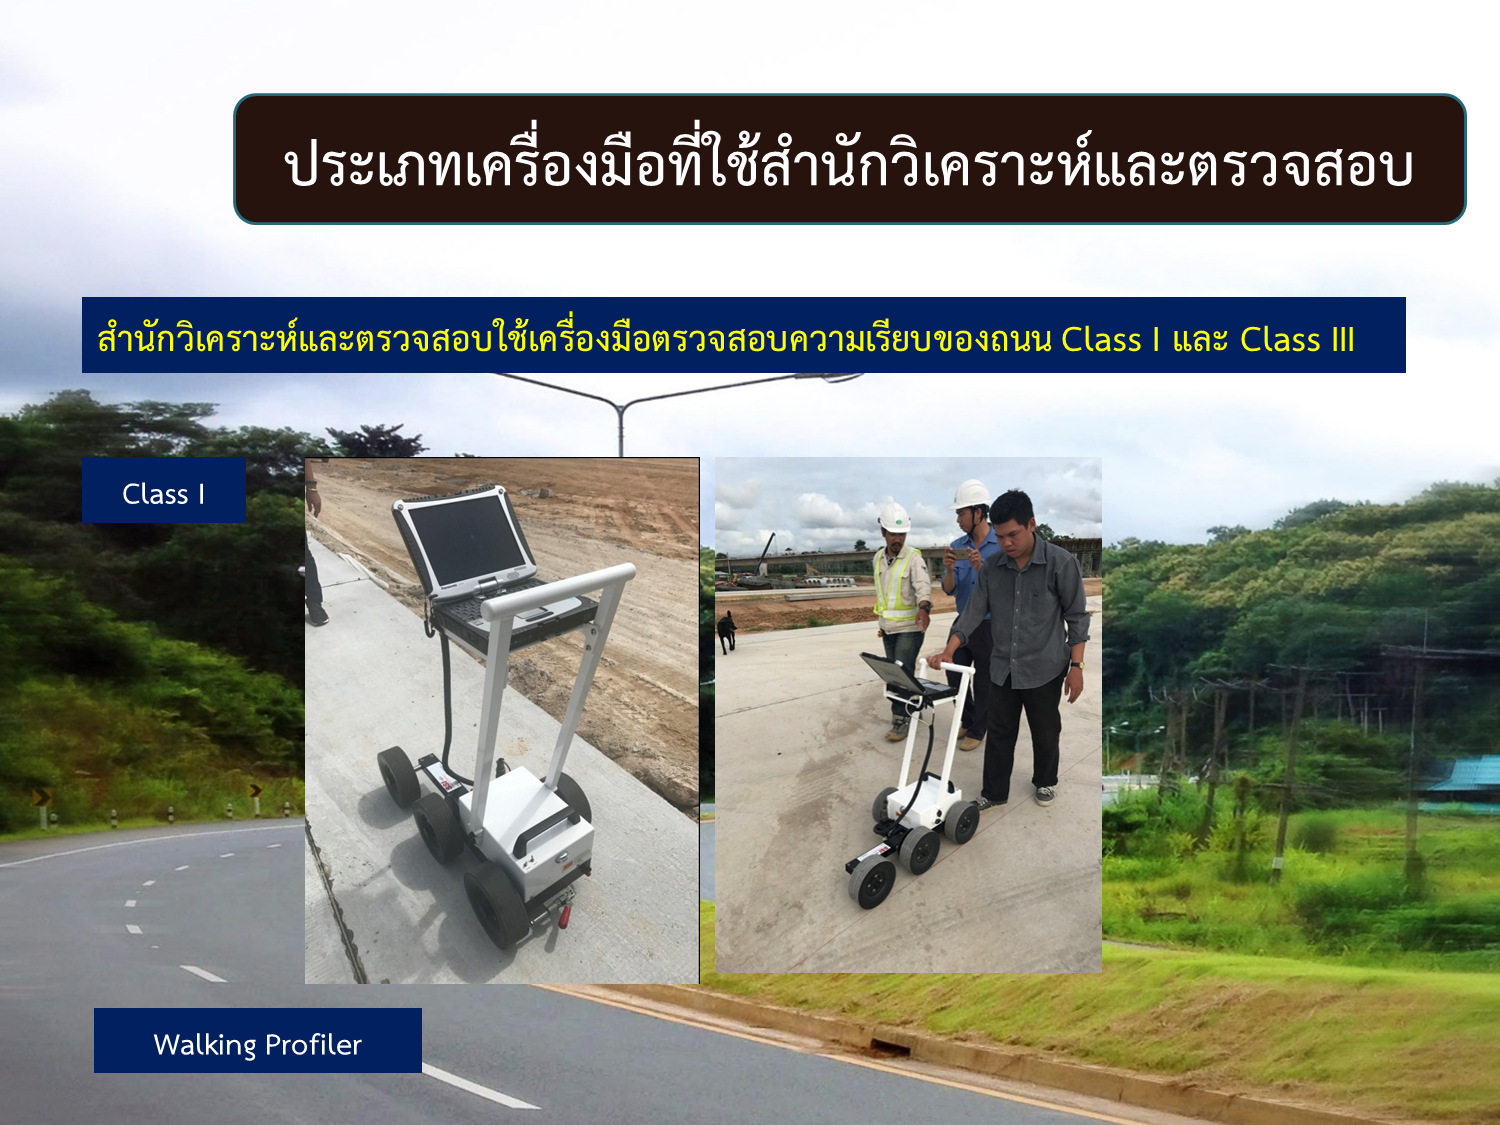 ประเภทเครื่องมือที่ใช้สำนักวิเคราะห์และตรวจสอบ
สำนักวิเคราะห์และตรวจสอบใช้เครื่องมือตรวจสอบความเรียบของถนน Class I และ Class III
Class I
Walking Profiler